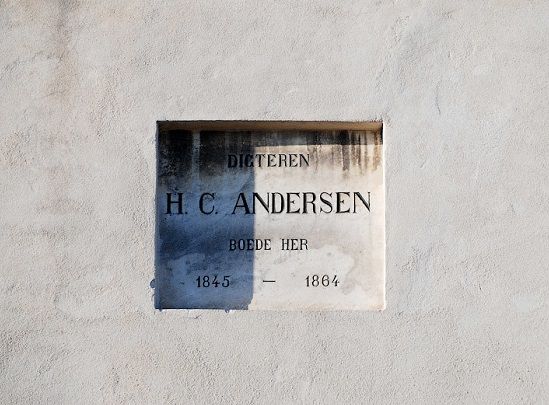 DIGTEREN
H. C. ANDERSEN
BOEDE HER
1845 — 1864